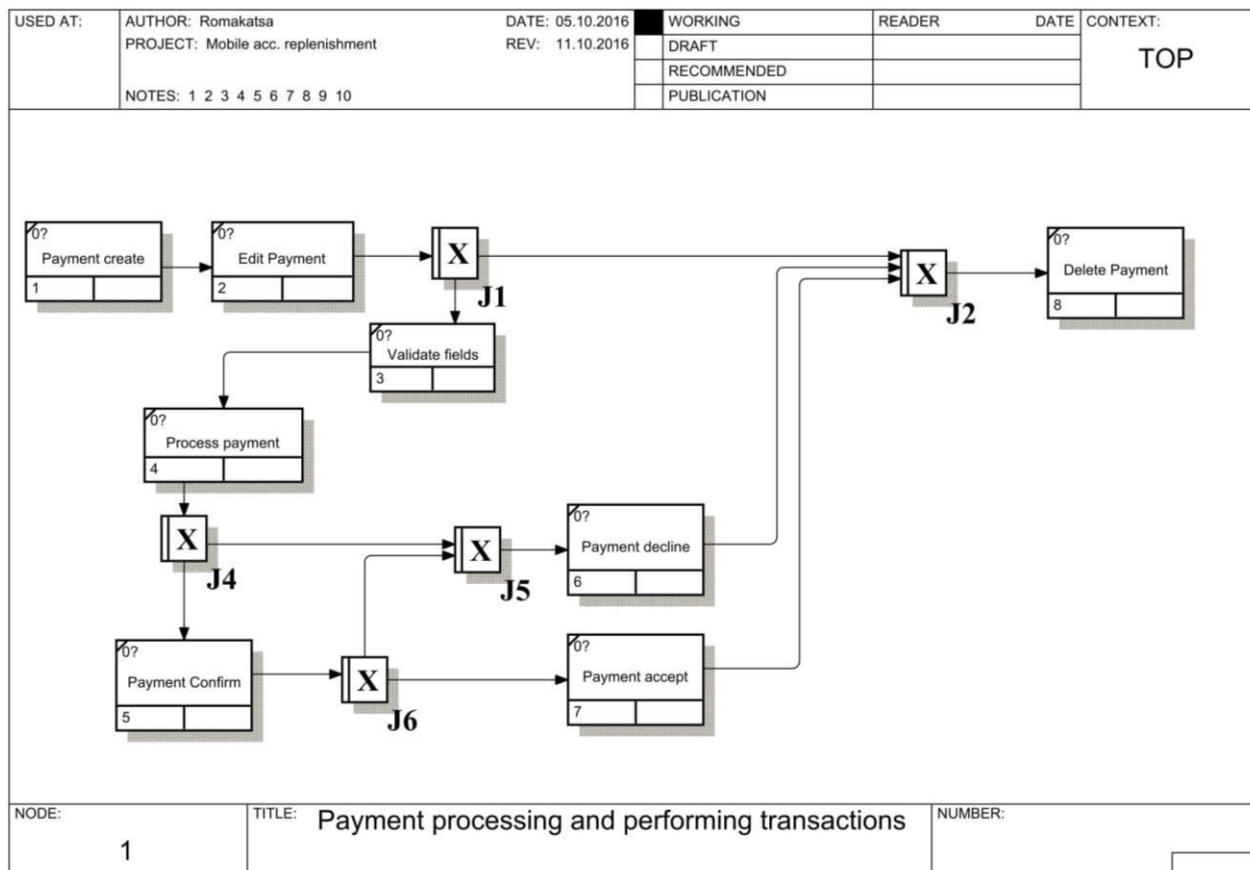 USED AT:
AUTHOR: Romakatsa
DATE: 05.10.2016
PROJECT: Mobile acc. replenishment
REV: 11.10.2016
NOTES: 1 2 3 4 5 6 7 8 9 10
WORKING
DRAFT
RECOMMENDED
PUBLICATION
READER
DATE
CONTEXT:
TOP
0?
Payment create
1
0?
Edit Payment
2
X
J1
X
J2
0?
Delete Payment
8
0?
Validate fields
3
0?
Process payment
4
X
J4
X
J5
0?
Payment decline
6
0?
Payment Confirm
5
X
J6
0?
Payment accept
7
NODE:
1
TITLE: Payment processing and performing transactions
NUMBER: